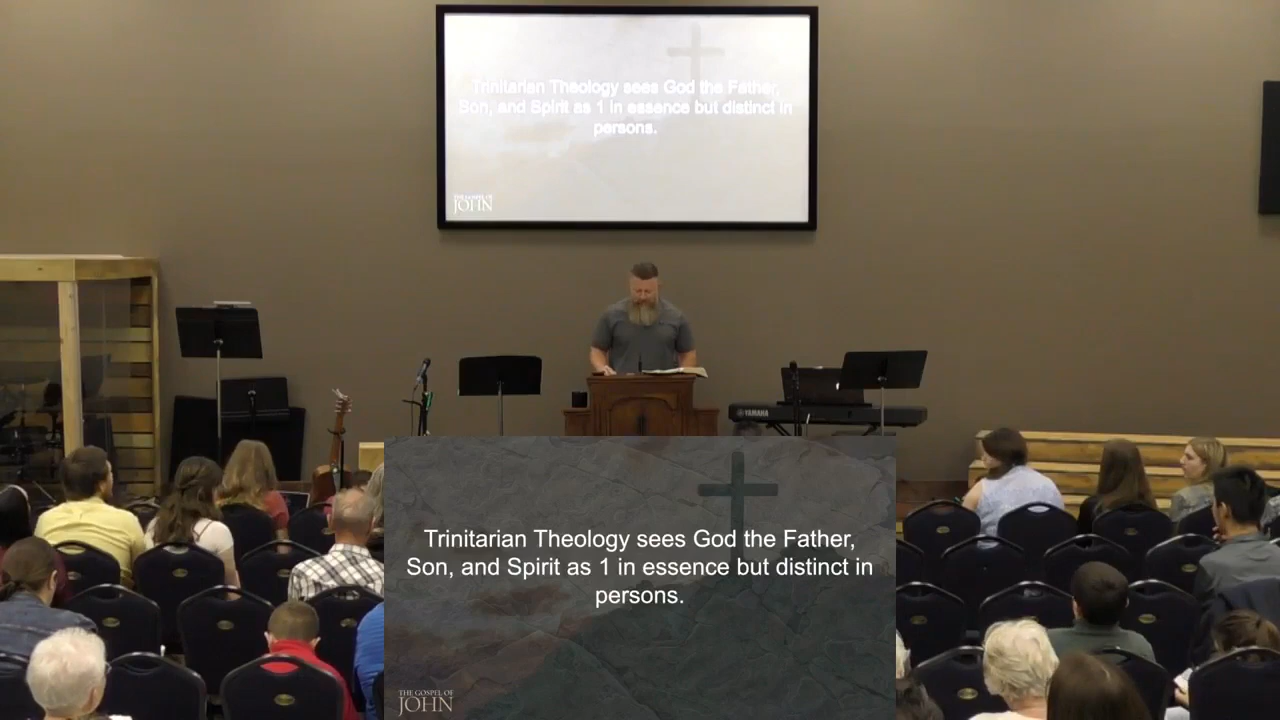 Trinitarian Theology sees God the Father,
Son, and Spirit as 1 in essence but distinct in
persons.
THE GOSPEL OF
JOHN
YAMAHA
Trinitarian Theology sees God the Father,
Son, and Spirit as 1 in essence but distinct in
persons.
THE GOSPEL OF
JOHN